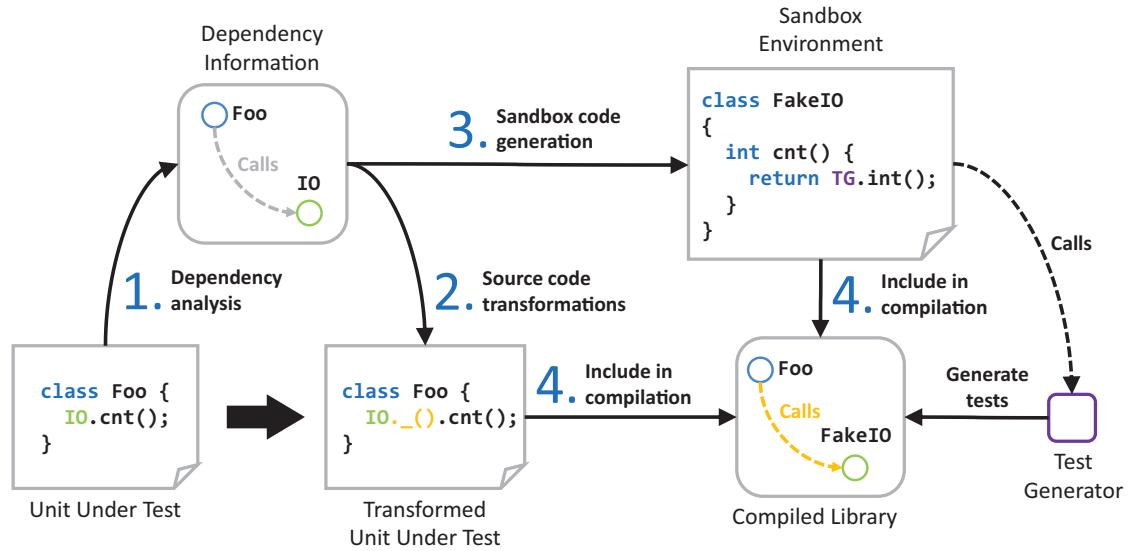 Dependency
Information
Foo
Calls
IO
Sandbox
Environment
class FakeIO
{
int cnt() {
return TG.int();
}
}
3. Sandbox code
generation
1. Dependency
analysis
2. Source code
transformations
4. Include in
compilation
Calls
class Foo {
IO.cnt();
}
Unit Under Test
class Foo {
IO._().cnt();
}
Transformed
Unit Under Test
4. Include in
compilation
Foo
Calls
FakeIO
Compiled Library
Generate
tests
Test
Generator